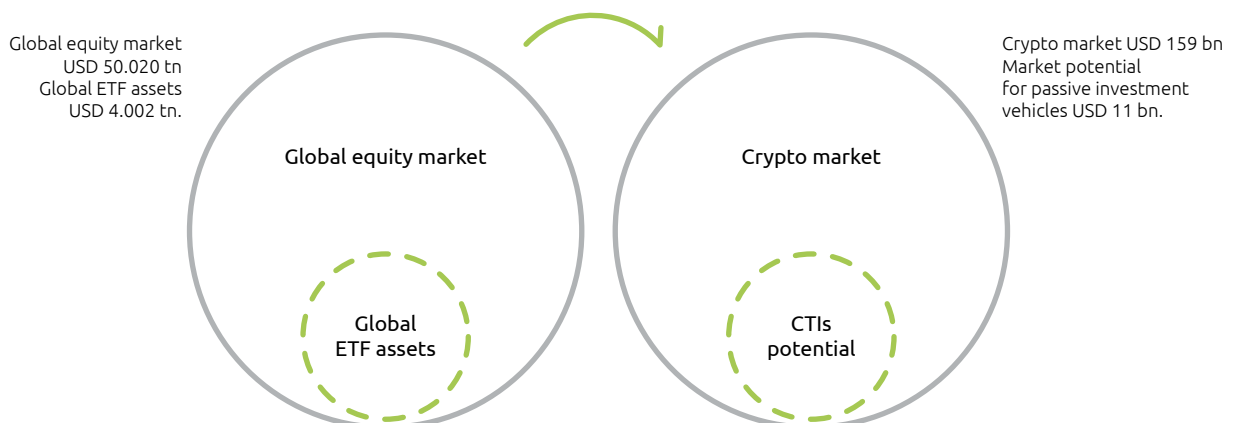 Global equity market
USD 50.020 tn
Global ETF assets
USD 4.002 tn.
Crypto market USD 159 bn
Market potential
for passive investment
vehicles USD 11 bn.
Global equity market
Crypto market
Global
ETF assets
CTIs
potential